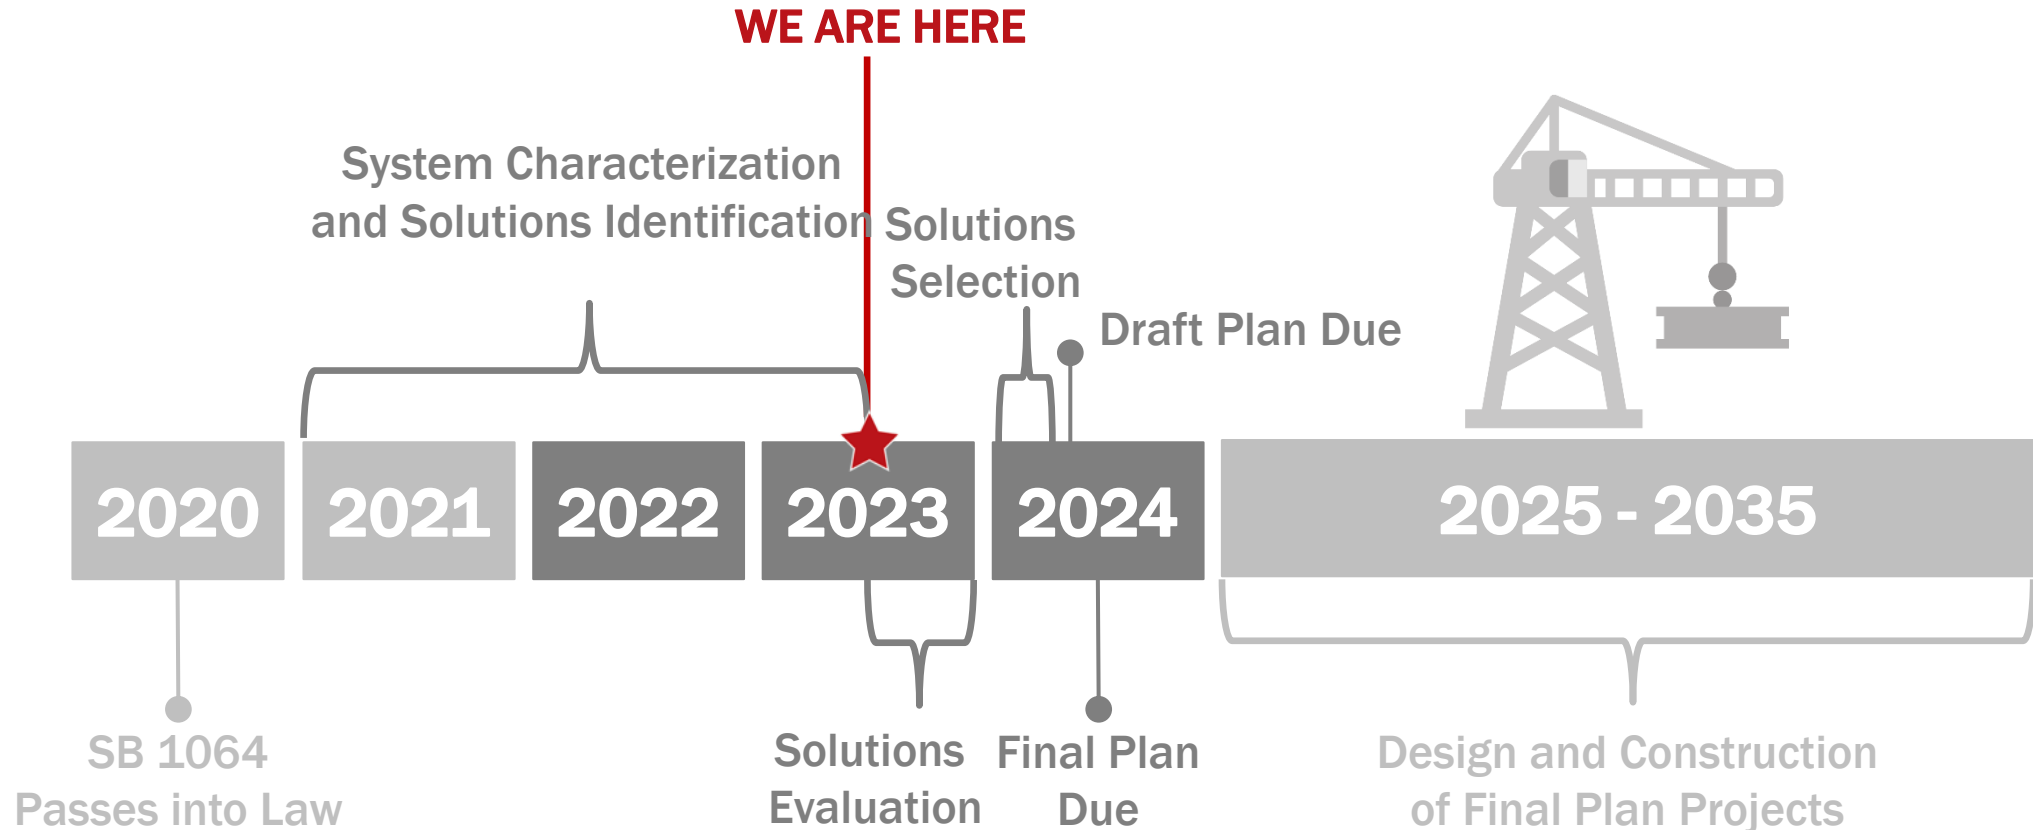 WE ARE HERE
System Characterization
and Solutions Identification
Solutions
Selection
Draft Plan Due
2020
2021
2022
2023
2024
2025 - 2035
SB 1064
Passes into Law
Solutions
Evaluation
Final Plan
Due
Design and Construction
of Final Plan Projects